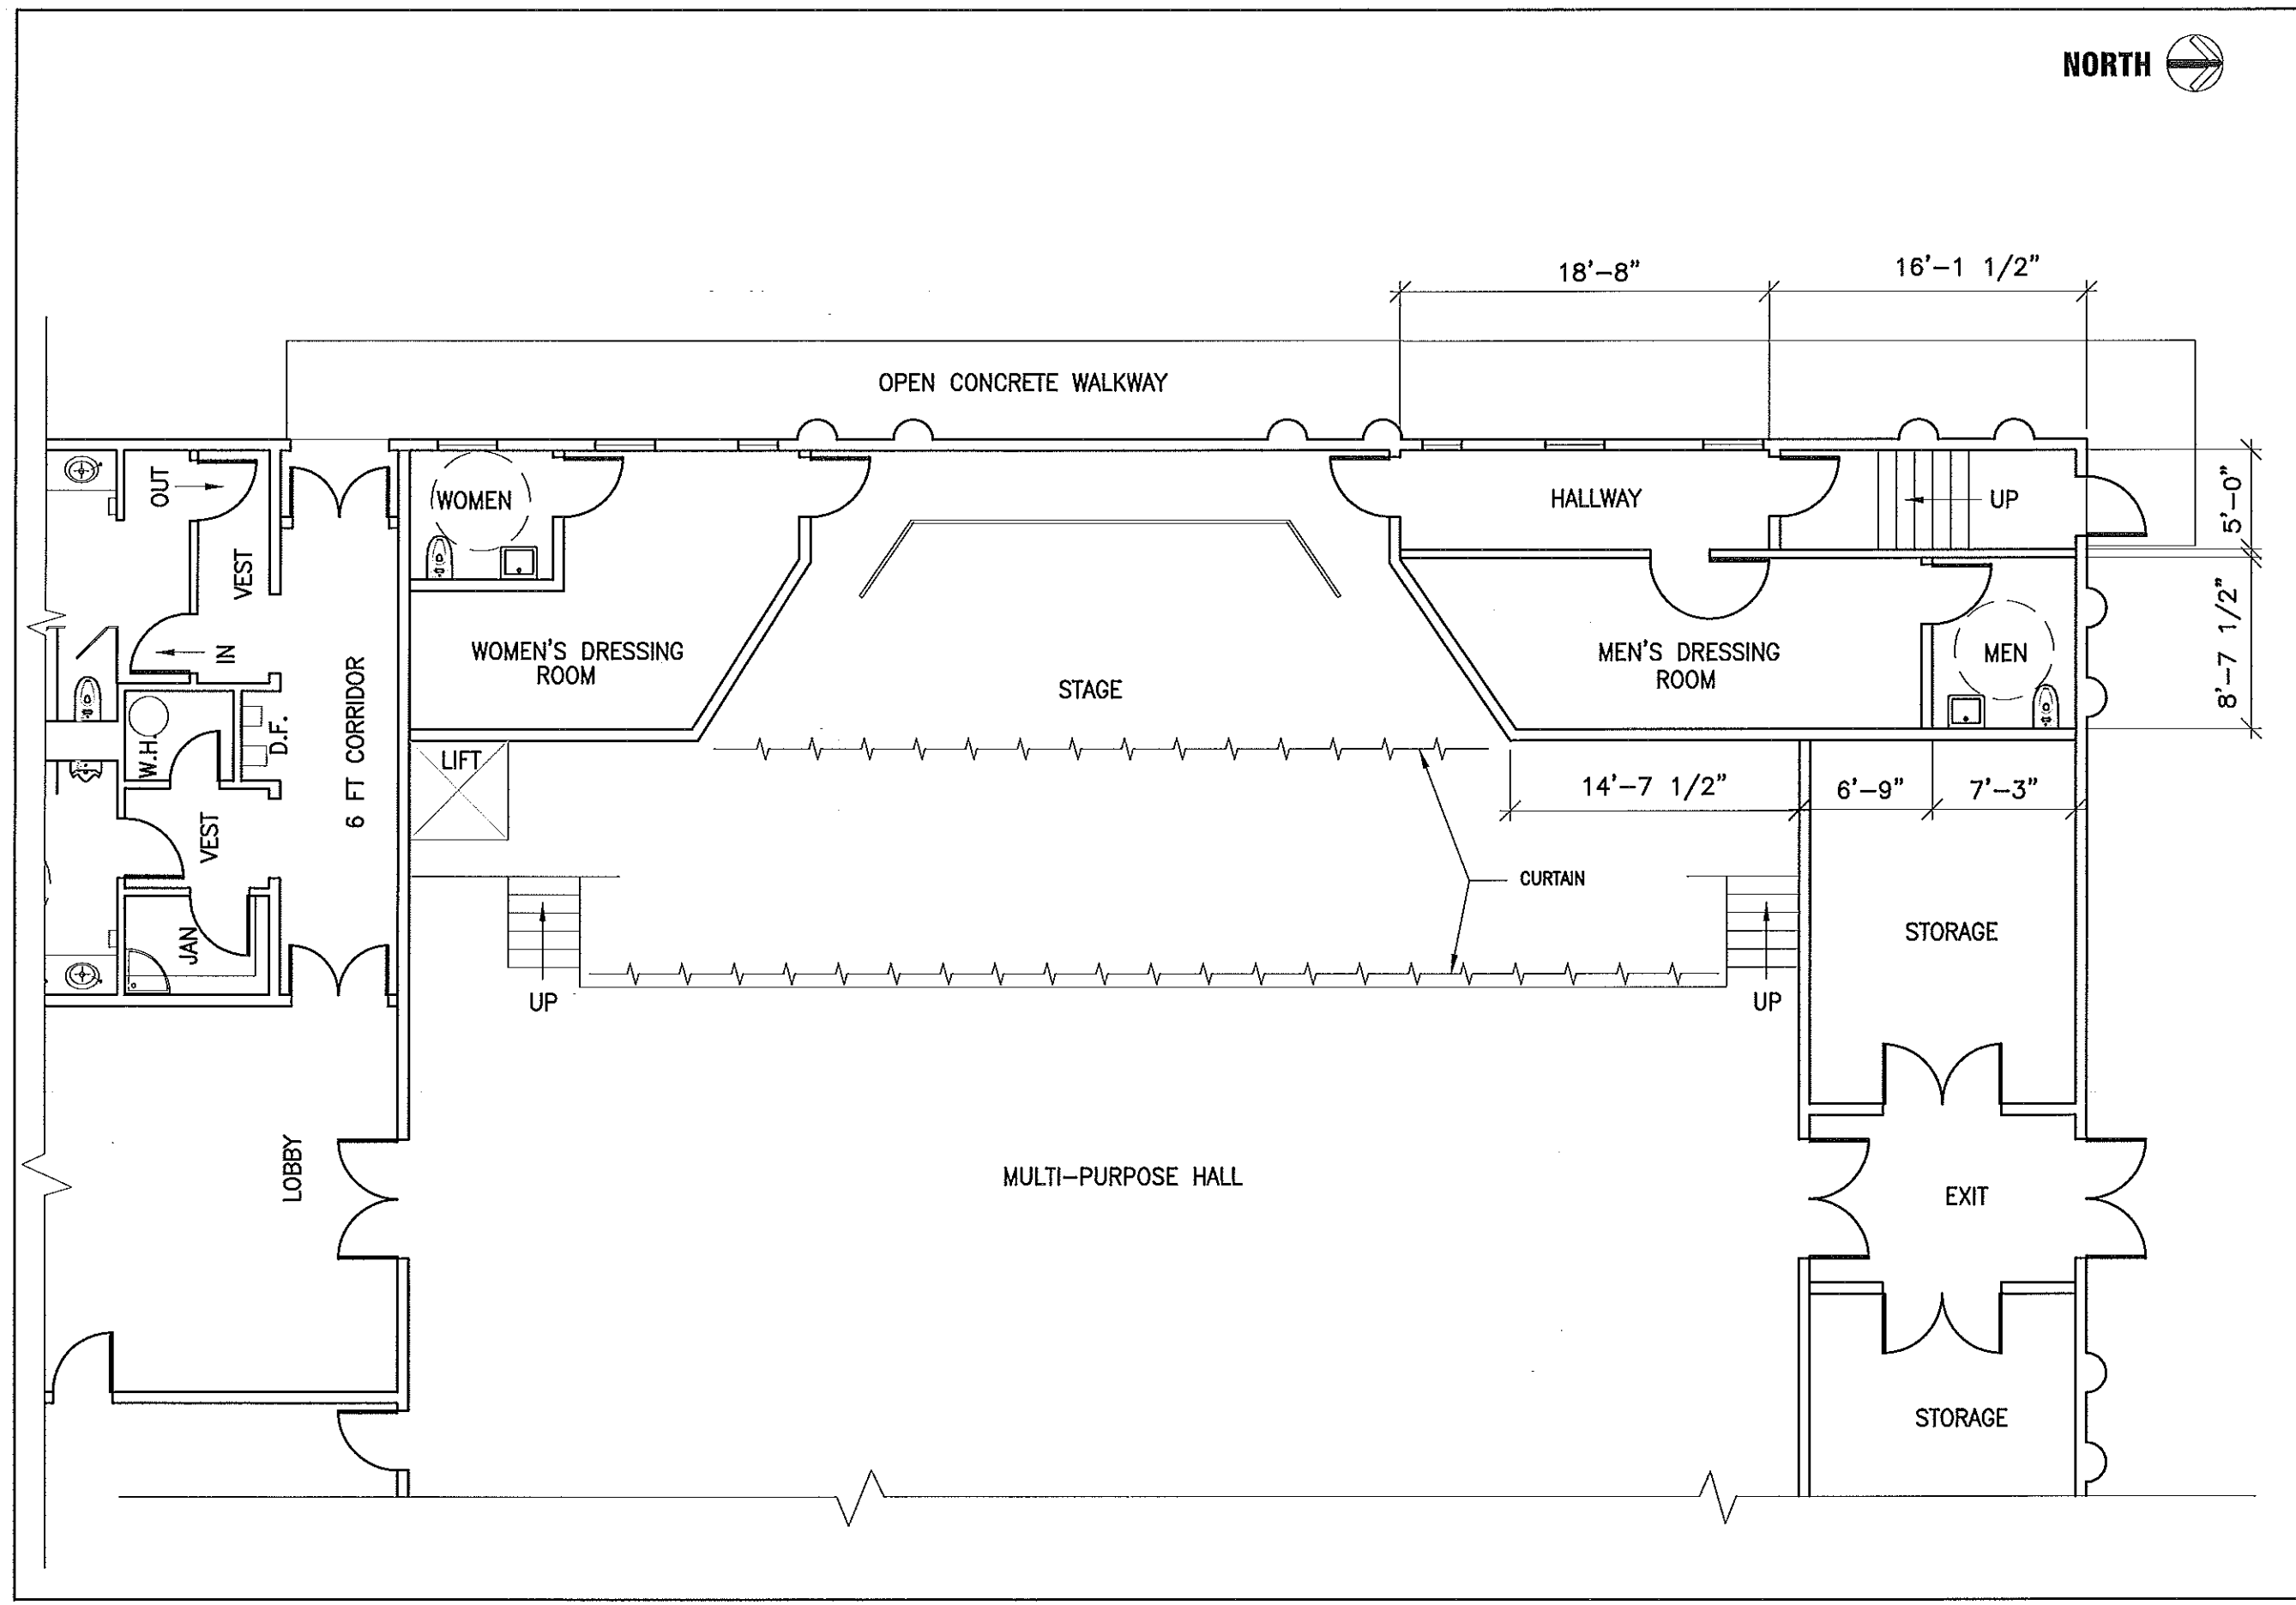 NORTH
18'-8"
16'-1 1/2"
OPEN CONCRETE WALKWAY
OUT
WOMEN
HALLWAY
UP
5'-0"
VEST
IN
WOMEN'S DRESSING
ROOM
STAGE
MEN'S DRESSING
ROOM
MEN
8'-7 1/2"
6 FT CORRIDOR
D.F.
W.H.
LIFT
14'-7 1/2"
6'-9"
7'-3"
VEST
CURTAIN
JAN
STORAGE
UP
UP
LOBBY
MULTI-PURPOSE HALL
EXIT
STORAGE